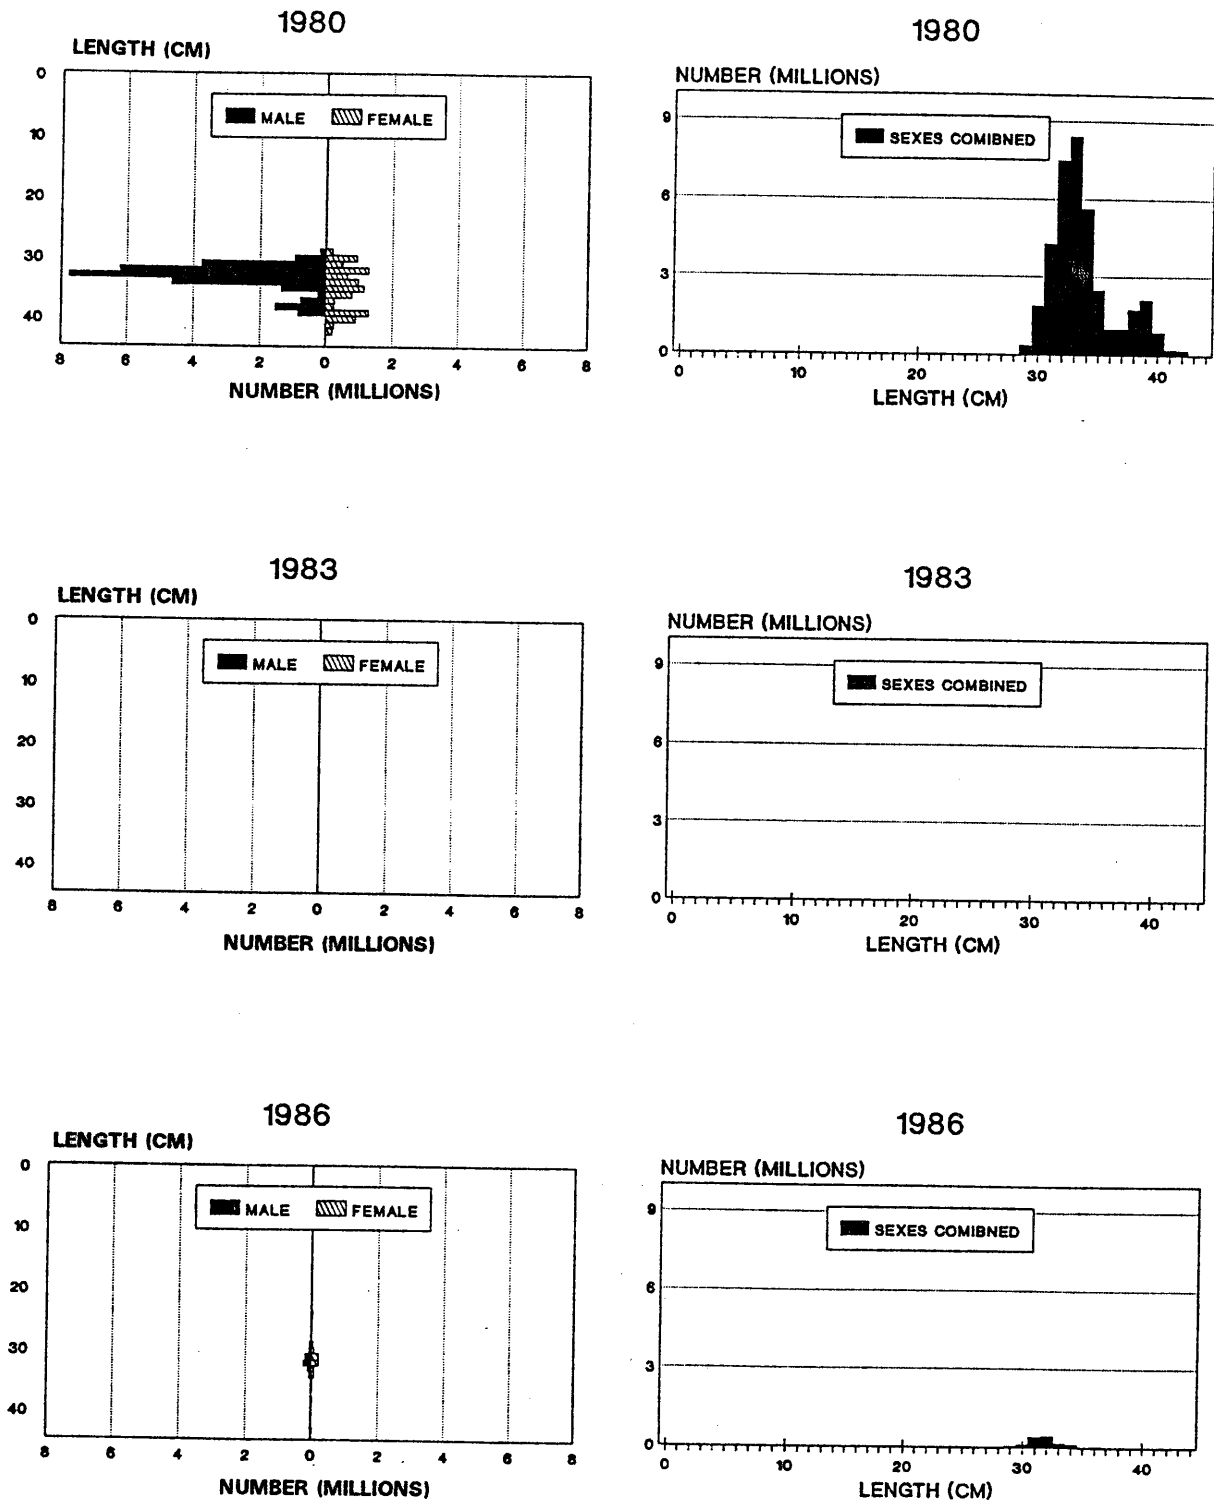 1980
LENGTH (CM)
0
10
20
30
40
MALE FEMALE
8 6 4 2 0 2 4 6 8
NUMBER (MILLIONS)
1980
NUMBER (MILLIONS)
9
6
3
0
SEXES COMIBNED
0 10 20 30 40
LENGTH (CM)
1983
LENGTH (CM)
0
10
20
30
40
MALE FEMALE
8 6 4 2 0 2 4 6 8
NUMBER (MILLIONS)
1983
NUMBER (MILLIONS)
9
6
3
0
SEXES COMBINED
0 10 20 30 40
LENGTH (CM)
1986
LENGTH (CM)
0
10
20
30
40
MALE FEMALE
8 6 4 2 0 2 4 6 8
NUMBER (MILLIONS)
1986
NUMBER (MILLIONS)
9
6
3
0
SEXES COMIBNED
0 10 20 30 40
LENGTH (CM)